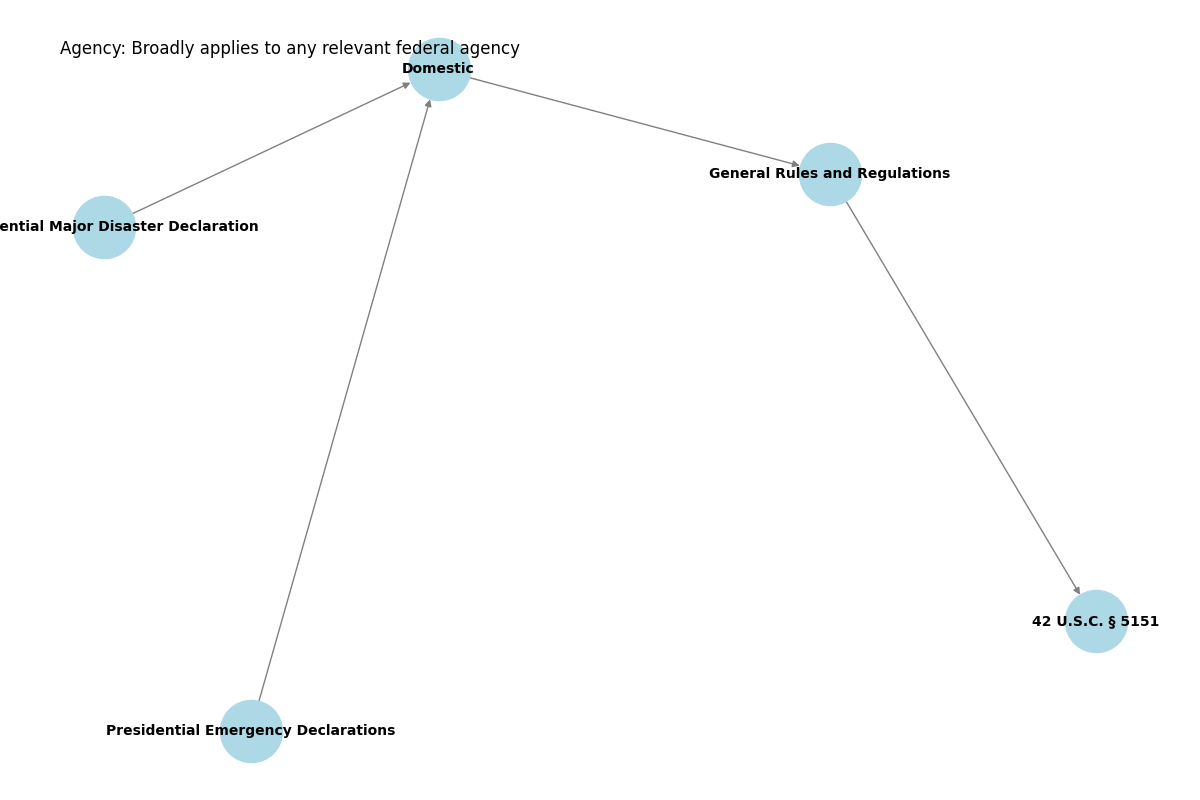 Agency: Broadly applies to any relevant federal agency
Domestic
General Rules and Regulations
ential Major Disaster Declaration
42 U.S.C. § 5151
Presidential Emergency Declarations